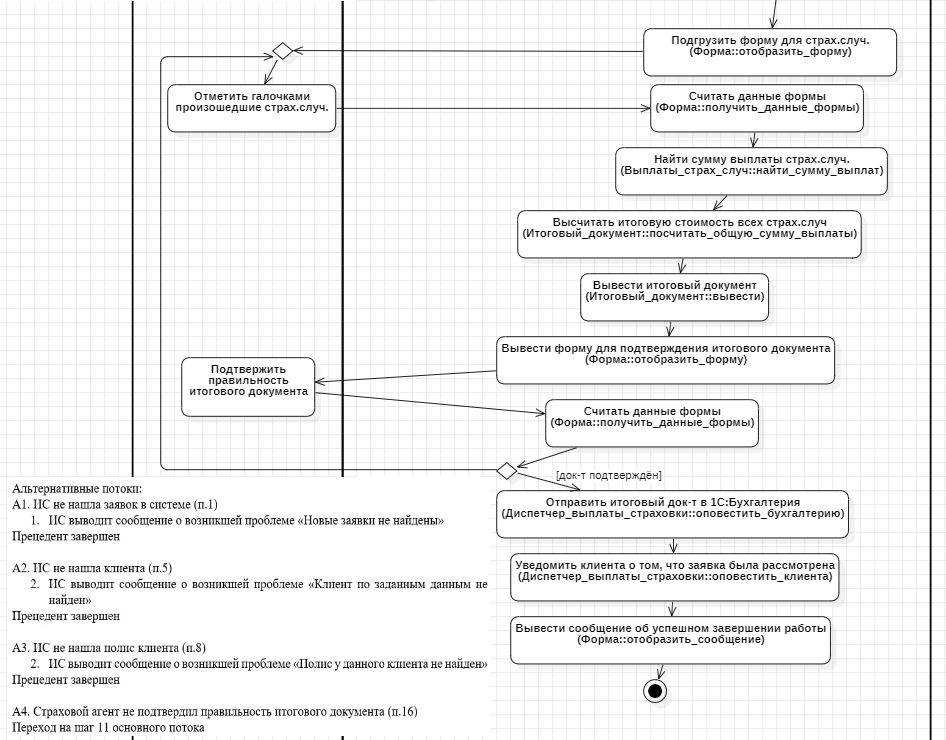 Подгрузить форму для страх.случ.
(Форма::отобразить_форму)
Отметить галочками
произошедшие страх.случ.
Считать данные формы
(Форма::получить_данные_формы)
Найти сумму выплаты страх.случ.
(Выплаты_страх_случ::найти_сумму_выплат)
Высчитать итоговую стоимость всех страх.случ
(Итоговый_документ::посчитать_общую_сумму_выплаты)
Вывести итоговый документ
(Итоговый_документ::вывести)
Вывести форму для подтверждения итогового документа
(Форма::отобразить_форму)
Подтвердить
правильность
итогового документа
Считать данные формы
(Форма::получить_данные_формы)
[док-т подтверждён]
Отправить итоговый док-т в 1С:Бухгалтерия
(Диспетчер_выплаты_страховки::оповестить_бухгалтерию)
Уведомить клиента о том, что заявка была рассмотрена
(Диспетчер_выплаты_страховки::оповестить_клиента)
Вывести сообщение об успешном завершении работы
(Форма::отобразить_сообщение)
Альтернативные потоки:
А1. ИС не нашла заявок в системе (п.1)
1. ИС выводит сообщение о возникшей проблеме «Новые заявки не найдены»
Прецедент завершен
А2. ИС не нашла клиента (п.5)
2. ИС выводит сообщение о возникшей проблеме «Клиент по заданным данным не
найден»
Прецедент завершен
А3. ИС не нашла полис клиента (п.8)
2. ИС выводит сообщение о возникшей проблеме «Полис у данного клиента не найден»
Прецедент завершен
А4. Страховой агент не подтвердил правильность итогового документа (п.16)
Переход на шаг 11 основного потока